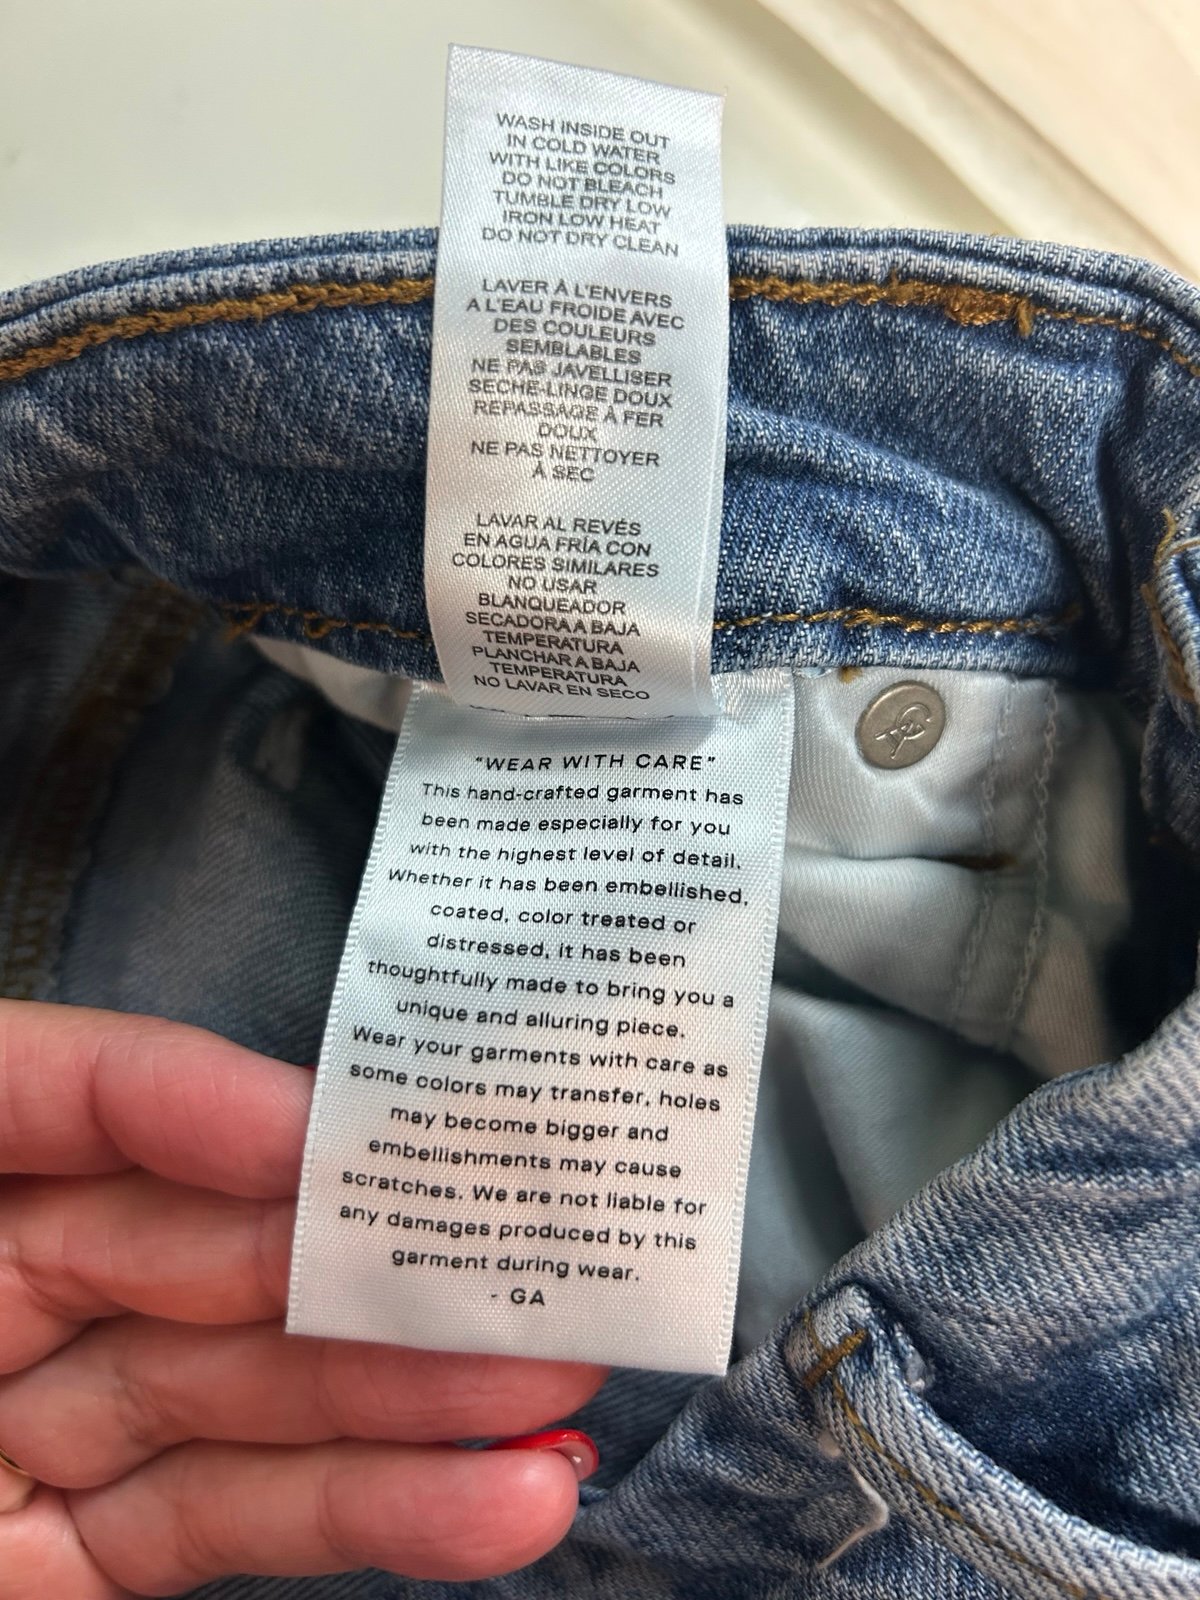 WASH INSIDE OUT
IN COLD WATER
WITH LIKE COLORS
DO NOT BLEACH
TUMBLE DRY LOW
IRON LOW HEAT
DO NOT DRY CLEAN
LAVER À L'ENVERS
A L'EAU FROIDE AVEC
DES COULEURS
SEMBLABLES
NE PAS JAVELLISER
SECHE-LINGE DOUX
REPASSAGE À FER
DOUX
NE PAS NETTOYER
À SEC
LAVAR AL REVÉS
EN AGUA FRÍA CON
COLORES SIMILARES
NO USAR
BLANQUEADOR
SECADORA A BAJA
TEMPERATURA
PLANCHAR A BAJA
TEMPERATURA
NO LAVAR EN SECO
"WEAR WITH CARE"
This hand-crafted garment has
been made especially for you
with the highest level of detail.
Whether it has been embellished,
coated, color treated or
distressed, it has been
thoughtfully made to bring you a
unique and alluring piece.
Wear your garments with care as
some colors may transfer, holes
may become bigger and
embellishments may cause
scratches. We are not liable for
any damages produced by this
garment during wear.
- GA